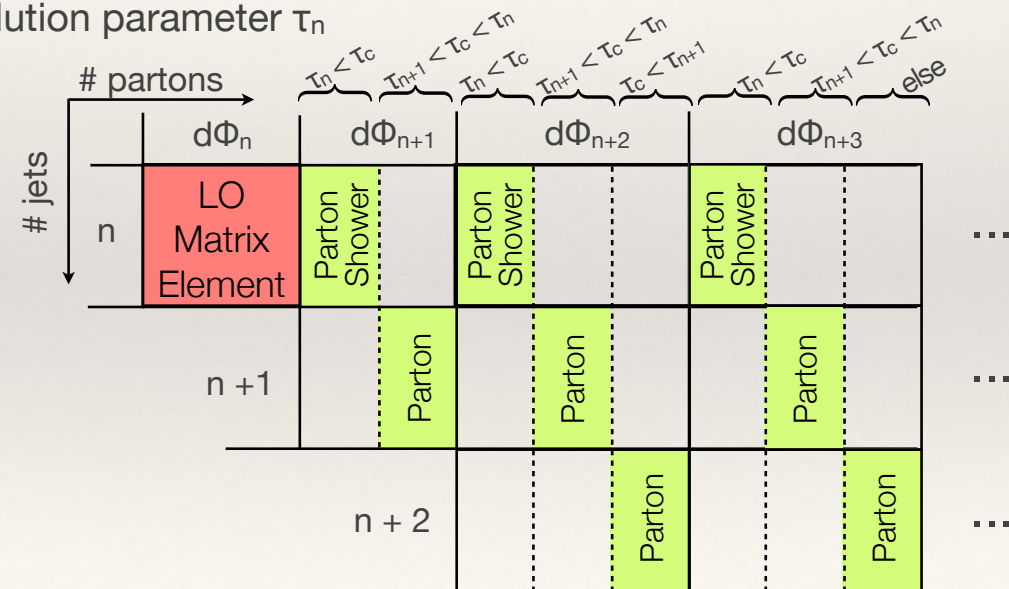 lution parameter τn
# partons
τn < τc
τn+1 < τc < τn
τn < τc
τn+1 < τc < τn
τc < τn+1
τn < τc
τn+1 < τc < τn
else
dΦn
dΦn+1
dΦn+2
dΦn+3
# jets
n
LO
Matrix
Element
Parton
Shower
Parton
Shower
Parton
Shower
...
n +1
Parton
Parton
Parton
...
n + 2
Parton
Parton
...